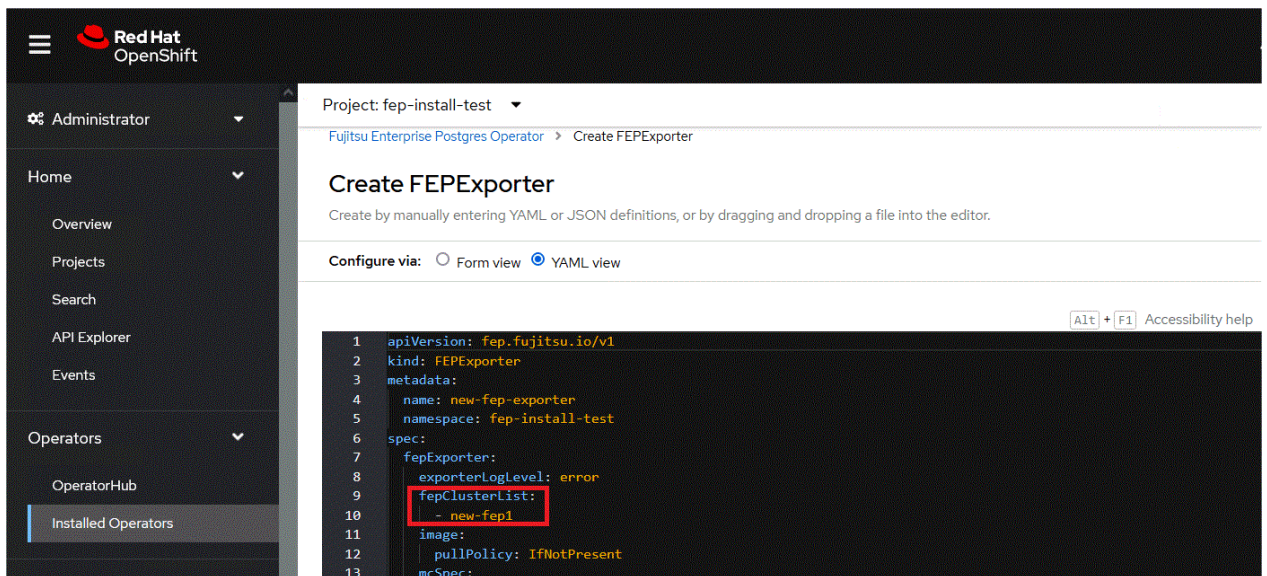 Red Hat
OpenShift
Administrator
Home
Overview
Projects
Search
API Explorer
Events
Operators
OperatorHub
Installed Operators
Project: fep-install-test
Fujitsu Enterprise Postgres Operator > Create FEPExporter
Create FEPExporter
Create by manually entering YAML or JSON definitions, or by dragging and dropping a file into the editor.
Configure via: Form view YAML view
Alt + F1 Accessibility help
1 apiVersion: fep.fujitsu.io/v1
2 kind: FEPExporter
3 metadata:
4 name: new-fep-exporter
5 namespace: fep-install-test
6 spec:
7 fepExporter:
8 exporterLogLevel: error
9 fepClusterList:
10 - new-fep1
11 image:
12 pullPolicy: IfNotPresent
13 mcSpec: